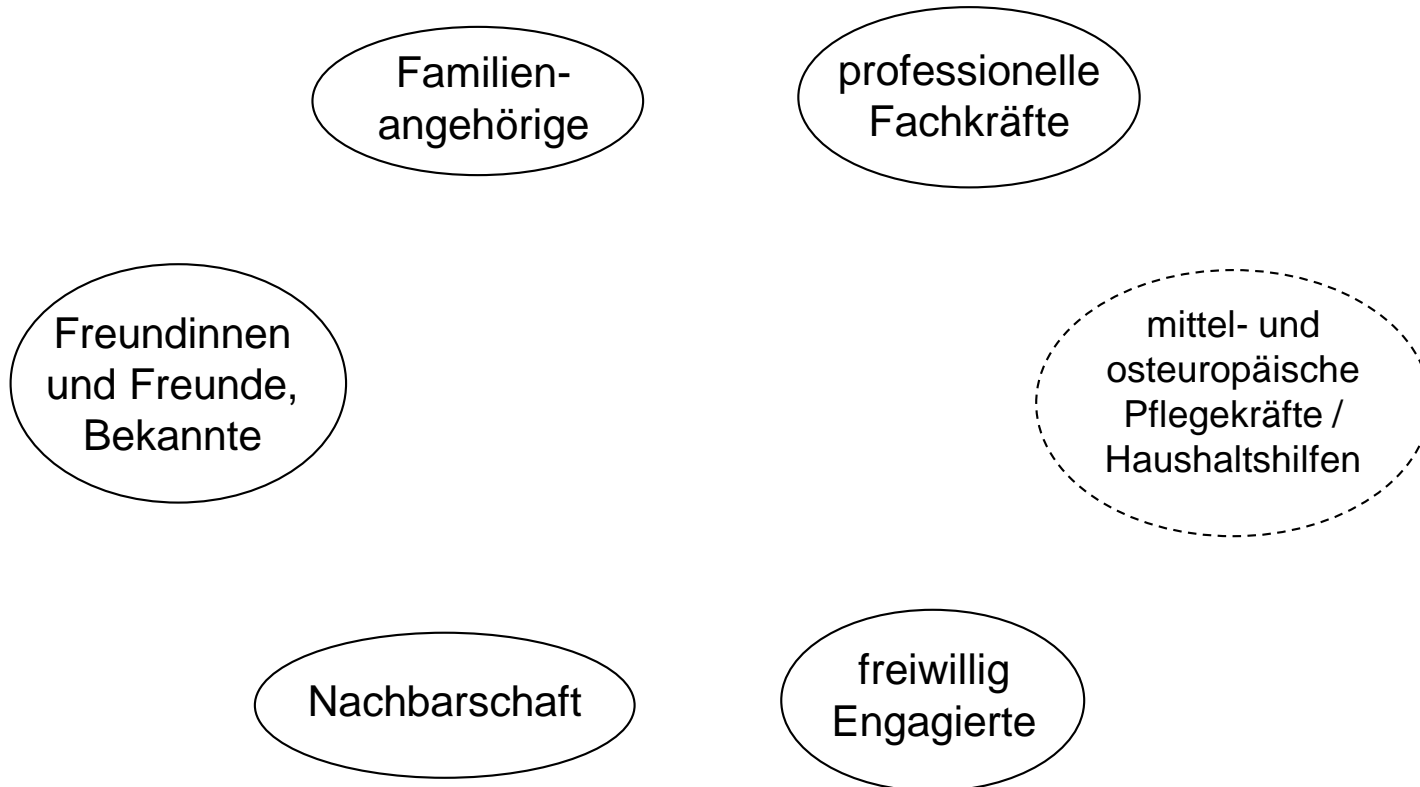 Familien-
angehörige
professionelle
Fachkräfte
Freundinnen
und Freunde,
Bekannte
mittel- und
osteuropäische
Pflegekräfte /
Haushaltshilfen
Nachbarschaft
freiwillig
Engagierte